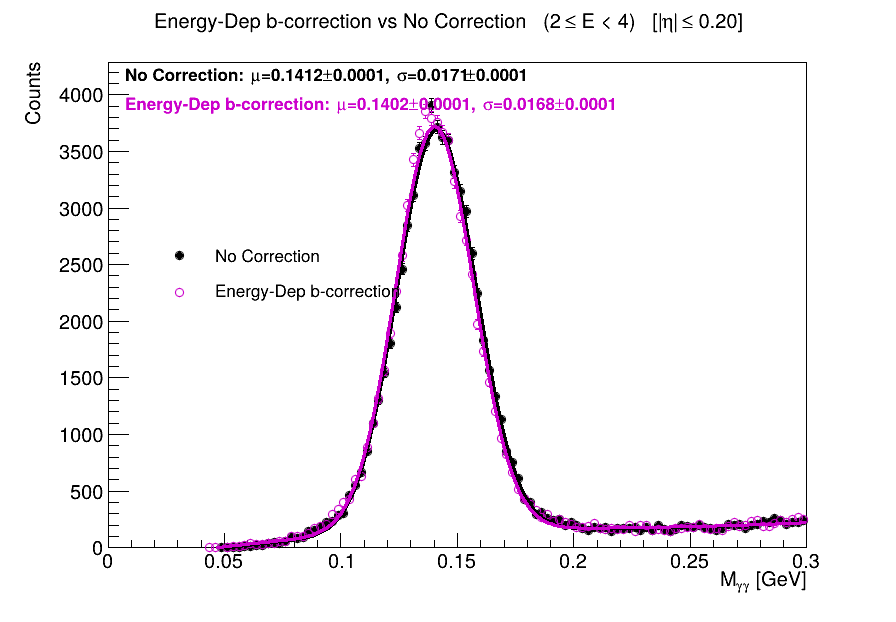 Energy-Dep b-correction vs No Correction (2 ≤ E < 4) [|η| ≤ 0.20]
Counts
No Correction: μ=0.1412±0.0001, σ=0.0171±0.0001
Energy-Dep b-correction: μ=0.1402±0.0001, σ=0.0168±0.0001
4000
3500
3000
No Correction
2500
Energy-Dep b-correction
2000
1500
1000
500
0
0 0.05 0.1 0.15 0.2 0.25 0.3
Mγγ [GeV]